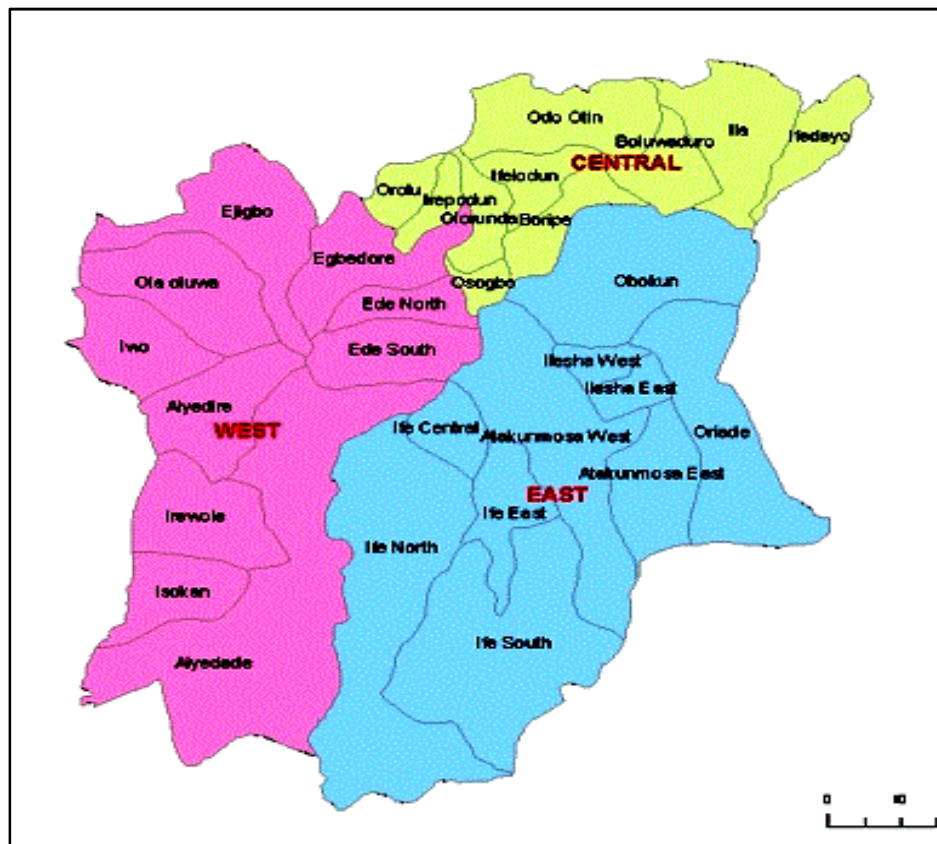 Odo Otin
Ila
Boluweduro
Ifedayo
CENTRAL
Ifelodun
Orolu
Irepodun
Olorunda
Boripe
Ejigbo
Egbedore
Osogbo
Obokun
Ola oluwa
Ede North
Iwo
Ede South
Ilesha West
Ilesha East
Aiyedire
WEST
Ife Central
Atakunmosa West
Oriade
Atakunmosa East
EAST
Ife East
Irewole
Ife North
Isokan
Ife South
Aiyedade
0